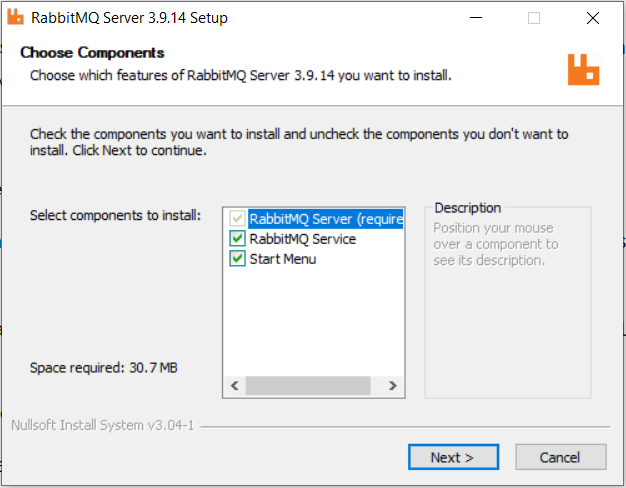 RabbitMQ Server 3.9.14 Setup
Choose Components
Choose which features of RabbitMQ Server 3.9.14 you want to install.
Check the components you want to install and uncheck the components you don't want to
install. Click Next to continue.
Select components to install:
RabbitMQ Server (require
RabbitMQ Service
Start Menu
Description
Position your mouse
over a component to
see its description.
Space required: 30.7 MB
Nullsoft Install System v3.04-1
Next >
Cancel